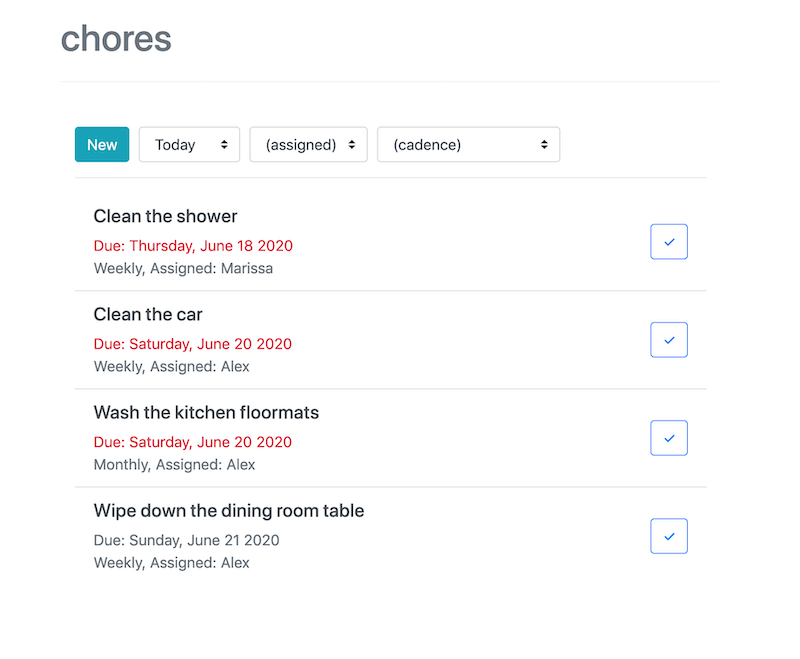 chores
New Today (assigned) (cadence)
Clean the shower
Due: Thursday, June 18 2020
Weekly, Assigned: Marissa
Clean the car
Due: Saturday, June 20 2020
Weekly, Assigned: Alex
Wash the kitchen floormats
Due: Saturday, June 20 2020
Monthly, Assigned: Alex
Wipe down the dining room table
Due: Sunday, June 21 2020
Weekly, Assigned: Alex